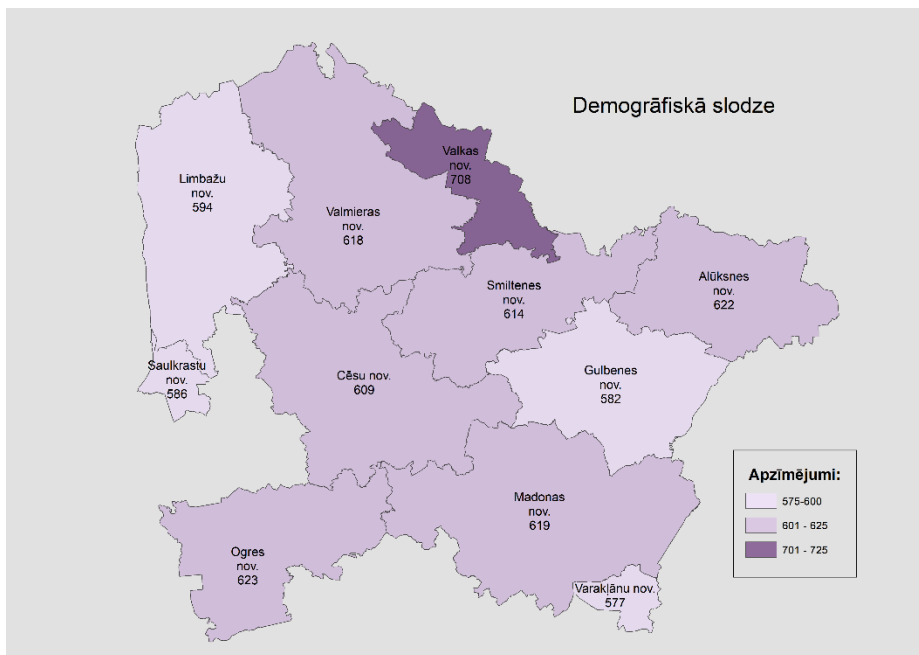 Demogrāfiskā slodze
Valkas
nov.
708
Limbažu
nov.
594
Valmieras
nov.
618
Alūksnes
nov.
622
Smiltenes
nov.
614
Saulkrastu
nov.
586
Cēsu nov.
609
Gulbenes
nov.
582
Madonas
nov.
619
Ogres
nov.
623
Varakļānu nov.
577
Apzīmējumi:
575-600
601 - 625
701 - 725